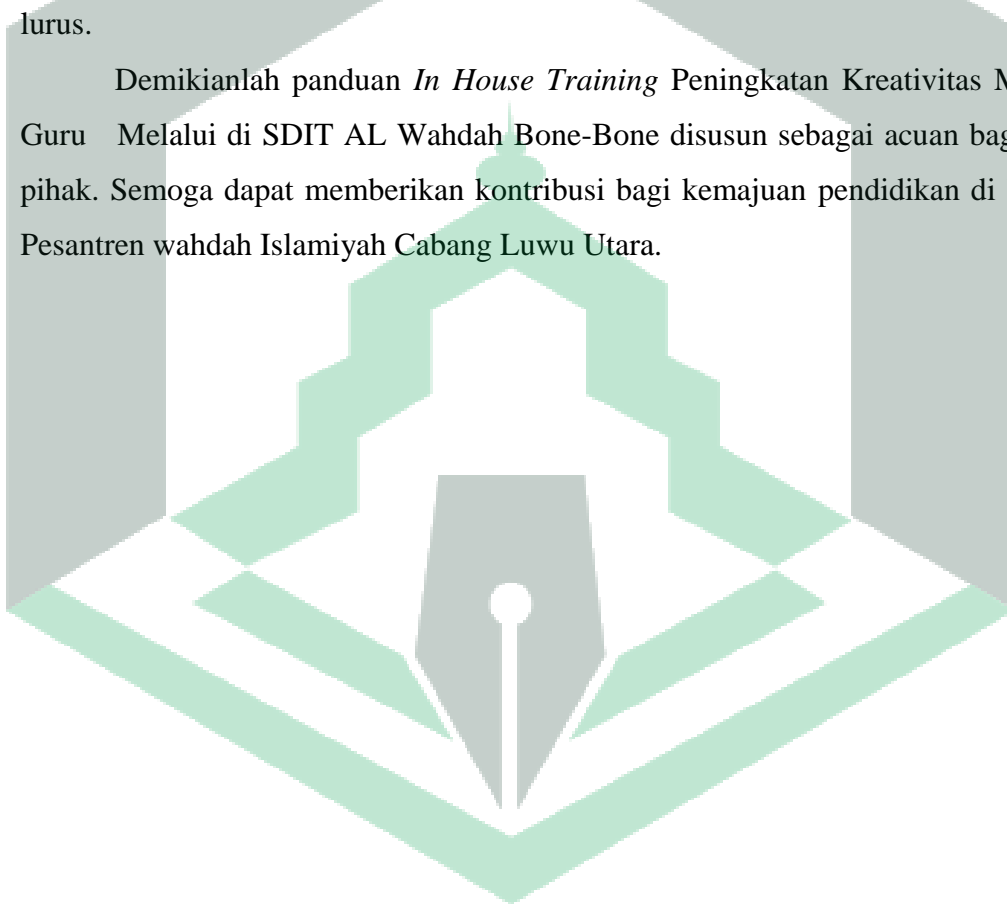 lurus.
Demikianlah panduan In House Training Peningkatan Kreativitas
Guru Melalui di SDIT AL Wahdah Bone-Bone disusun sebagai acuan
pihak. Semoga dapat memberikan kontribusi bagi kemajuan pendidikan di
Pesantren wahdah Islamiyah Cabang Luwu Utara.